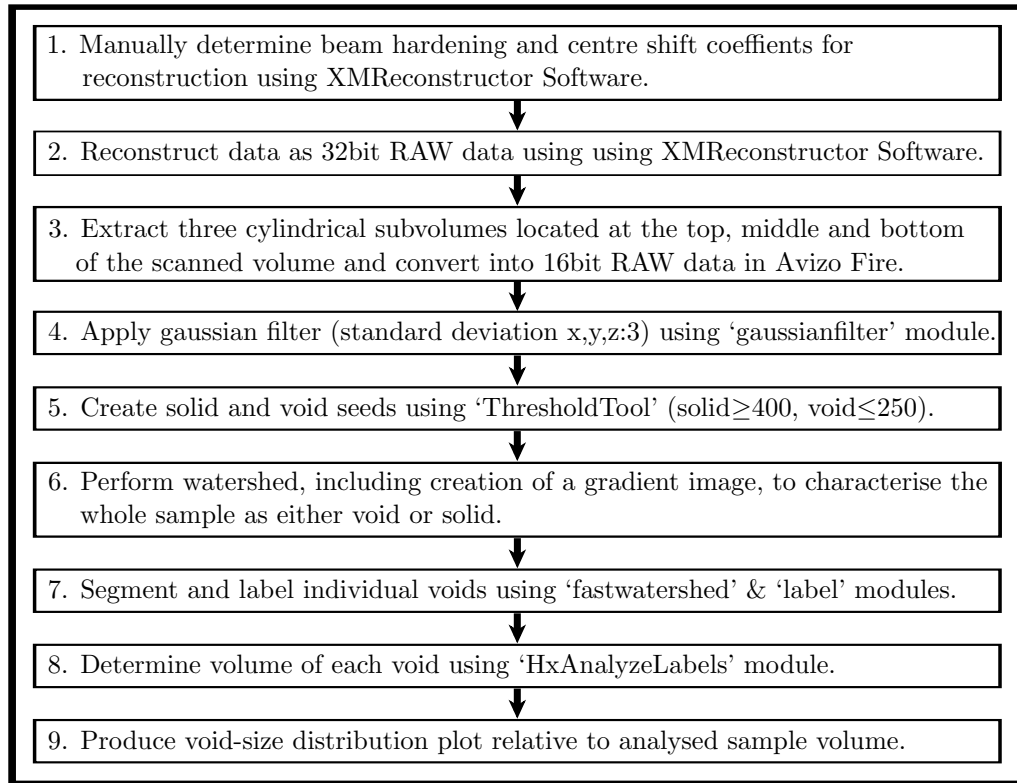 1. Manually determine beam hardening and centre shift coeffients for
reconstruction using XMReconstructor Software.
2. Reconstruct data as 32bit RAW data using using XMReconstructor Software.
3. Extract three cylindrical subvolumes located at the top, middle and bottom
of the scanned volume and convert into 16bit RAW data in Avizo Fire.
4. Apply gaussian filter (standard deviation x,y,z:3) using ‘gaussianfilter’ module.
5. Create solid and void seeds using ‘ThresholdTool’ (solid≥400, void≤250).
6. Perform watershed, including creation of a gradient image, to characterise the
whole sample as either void or solid.
7. Segment and label individual voids using ‘fastwatershed’ & ‘label’ modules.
8. Determine volume of each void using ‘HxAnalyzeLabels’ module.
9. Produce void-size distribution plot relative to analysed sample volume.